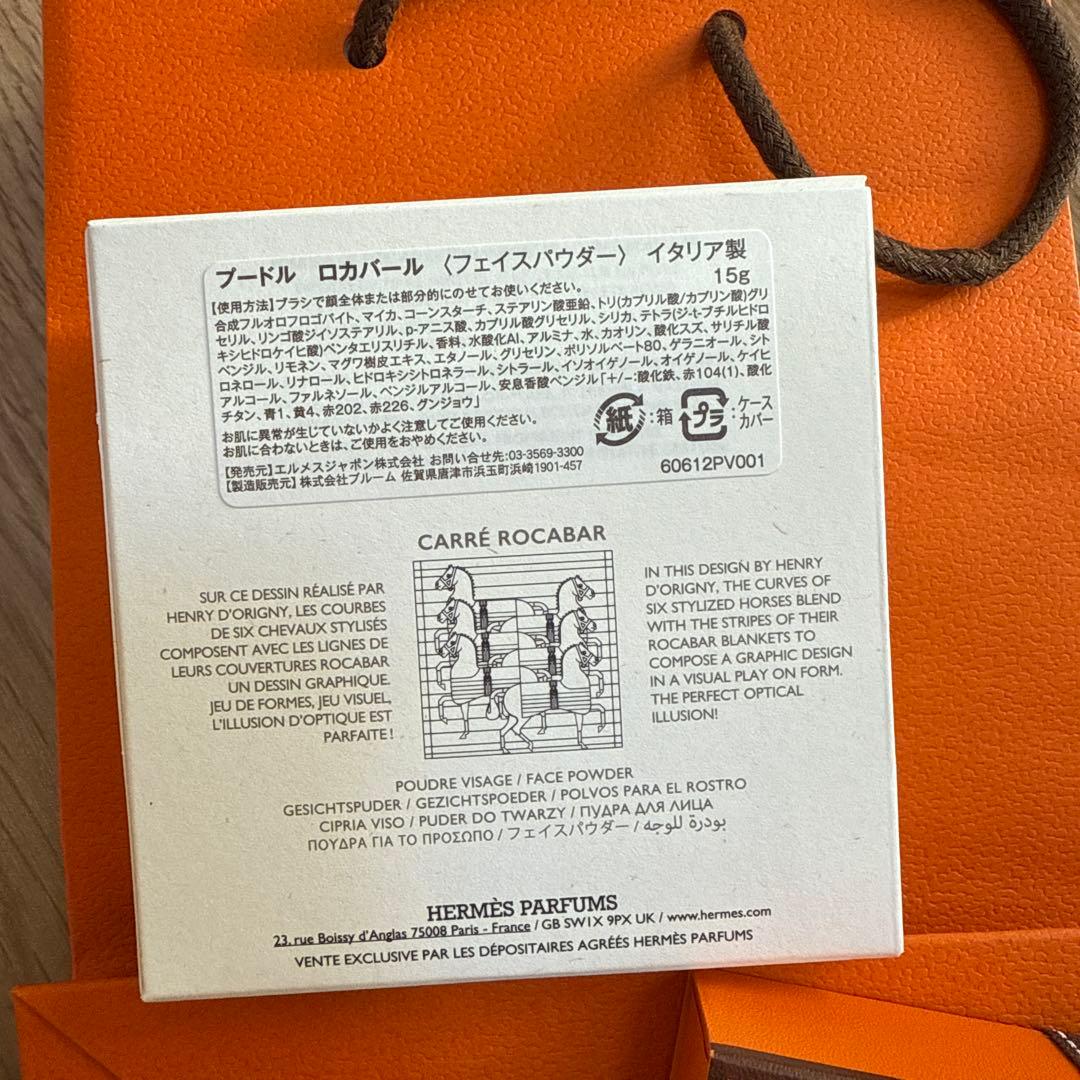 プードル ロカバール 〈フェイスパウダー〉 イタリア製
15g
【使用方法】ブラシで顔全体または部分的にのせてお使いください。
合成フルオロフロゴパイト、マイカ、コーンスターチ、ステアリン酸亜鉛、トリ(カプリル酸/カプリン酸)グリ
セリル、リンゴ酸ジイソステアリル、p-アニス酸、カプリル酸グリセリル、シリカ、テトラ(ジ-t-ブチルヒドロ
キシヒドロケイヒ酸)ペンタエリスリチル、香料、水酸化Al、アルミナ、水、カオリン、酸化スズ、サリチル酸
ベンジル、リモネン、マグワ樹皮エキス、エタノール、グリセリン、ポリソルベート80、ゲラニオール、シト
ロネロール、リナロール、ヒドロキシシトロネラール、シトラール、イソオイゲノール、オイゲノール、ケイヒ
アルコール、ファルネソール、ベンジルアルコール、安息香酸ベンジル「+/-:酸化鉄、赤104(1)、酸化
チタン、青1、黄4、赤202、赤226、グンジョウ」
お肌に異常が生じていないかよく注意してご使用ください。
お肌に合わないときは、ご使用をおやめください。
紙 :箱 プラ :ケース
カバー
【発売元】エルメスジャポン株式会社 お問い合せ先:03-3569-3300
【製造販売元】株式会社ブルーム 佐賀県唐津市浜玉町浜崎1901-457
60612PV001
CARRÉ ROCABAR
SUR CE DESSIN RÉALISÉ PAR
HENRY D'ORIGNY, LES COURBES
DE SIX CHEVAUX STYLISÉS
COMPOSENT AVEC LES LIGNES DE
LEURS COUVERTURES ROCABAR
UN DESSIN GRAPHIQUE.
JEU DE FORMES, JEU VISUEL,
L'ILLUSION D'OPTIQUE EST
PARFAITE !
IN THIS DESIGN BY HENRY
D'ORIGNY, THE CURVES OF
SIX STYLIZED HORSES BLEND
WITH THE STRIPES OF THEIR
ROCABAR BLANKETS TO
COMPOSE A GRAPHIC DESIGN
IN A VISUAL PLAY ON FORM.
THE PERFECT OPTICAL
ILLUSION!
POUDRE VISAGE / FACE POWDER
GESICHTSPUDER / GEZICHTSPOEDER / POLVOS PARA EL ROSTRO
CIPRIA VISO / PUDER DO TWARZY / ПУДРА ДЛЯ ЛИЦА
ΠΟΥΔΡΑ ΓΙΑ ΤΟ ΠΡΟΣΩΠΟ / フェイスパウダー / بودرة للوجه
HERMÈS PARFUMS
23, rue Boissy d'Anglas 75008 Paris - France / GB SW1X 9PX UK / www.hermes.com
VENTE EXCLUSIVE PAR LES DÉPOSITAIRES AGRÉÉS HERMÈS PARFUMS